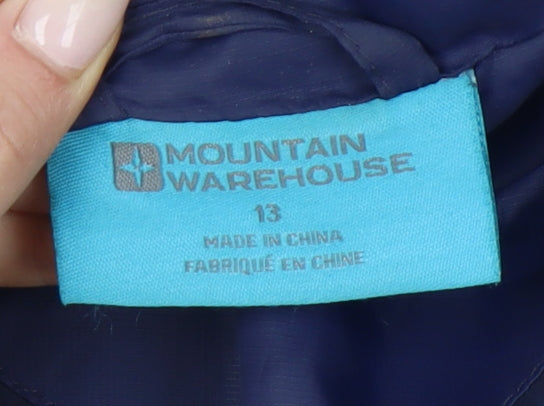 MOUNTAIN
WAREHOUSE
13
MADE IN CHINA
FABRIQUÉ EN CHINE